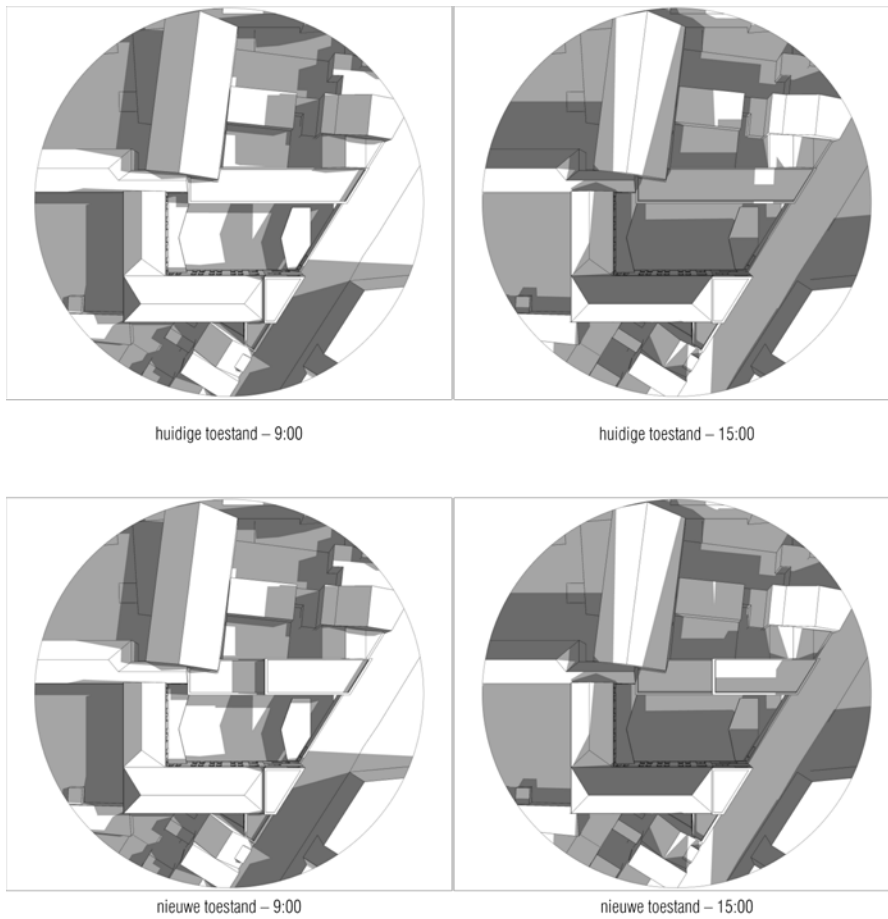 huidige toestand – 9:00
huidige toestand – 15:00
nieuwe toestand – 9:00
nieuwe toestand – 15:00